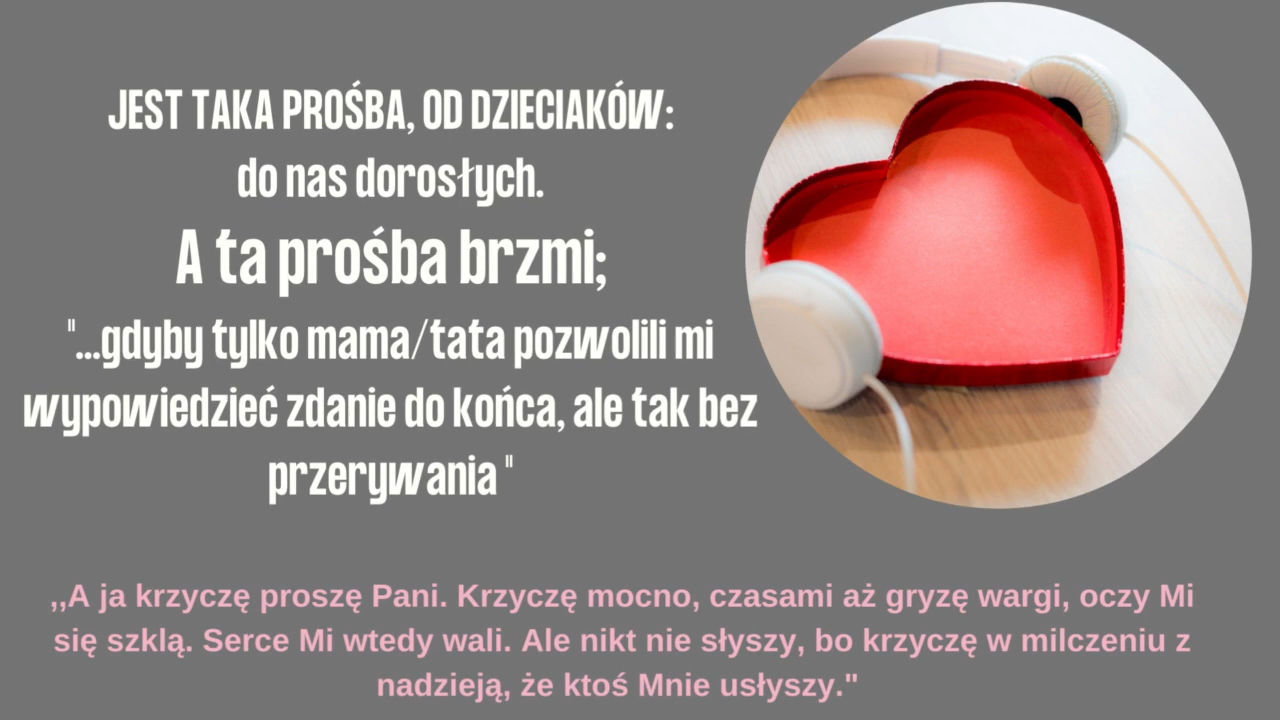 JEST TAKA PROŚBA, OD DZIECIAKÓW:
do nas dorosłych.
A ta prośba brzmi;
"...gdyby tylko mama/tata pozwolili mi
wypowiedzieć zdanie do końca, ale tak bez
przerywania "
,,A ja krzyczę proszę Pani. Krzyczę mocno, czasami aż gryzę wargi, oczy Mi
się szklą. Serce Mi wtedy wali. Ale nikt nie słyszy, bo krzyczę w milczeniu z
nadzieją, że ktoś Mnie usłyszy."